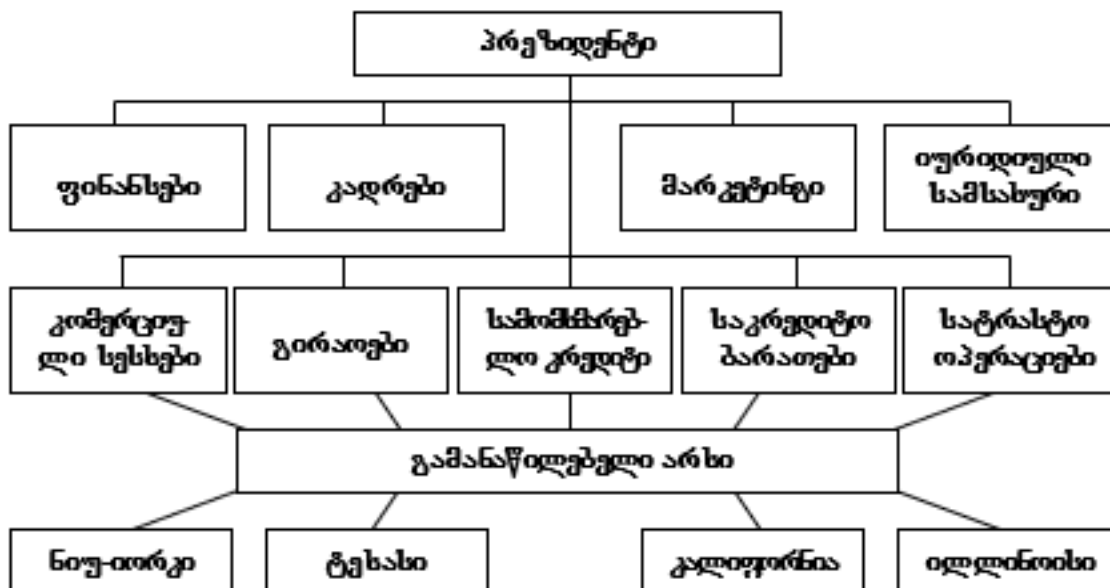 პრეზიდენტი
ფინანსები
კადრები
მარკეტინგი
იურიდიული
სამსახური
კომერციუ-
ლი სესხები
გირაოები
სამომხმარებ-
ლო კრედიტი
საკრედიტო
ბარათები
სატრასტო
ოპერაციები
გამანაწილებელი არხი
ნიუ-იორკი
ტეხასი
კალიფორნია
ილლინოისი